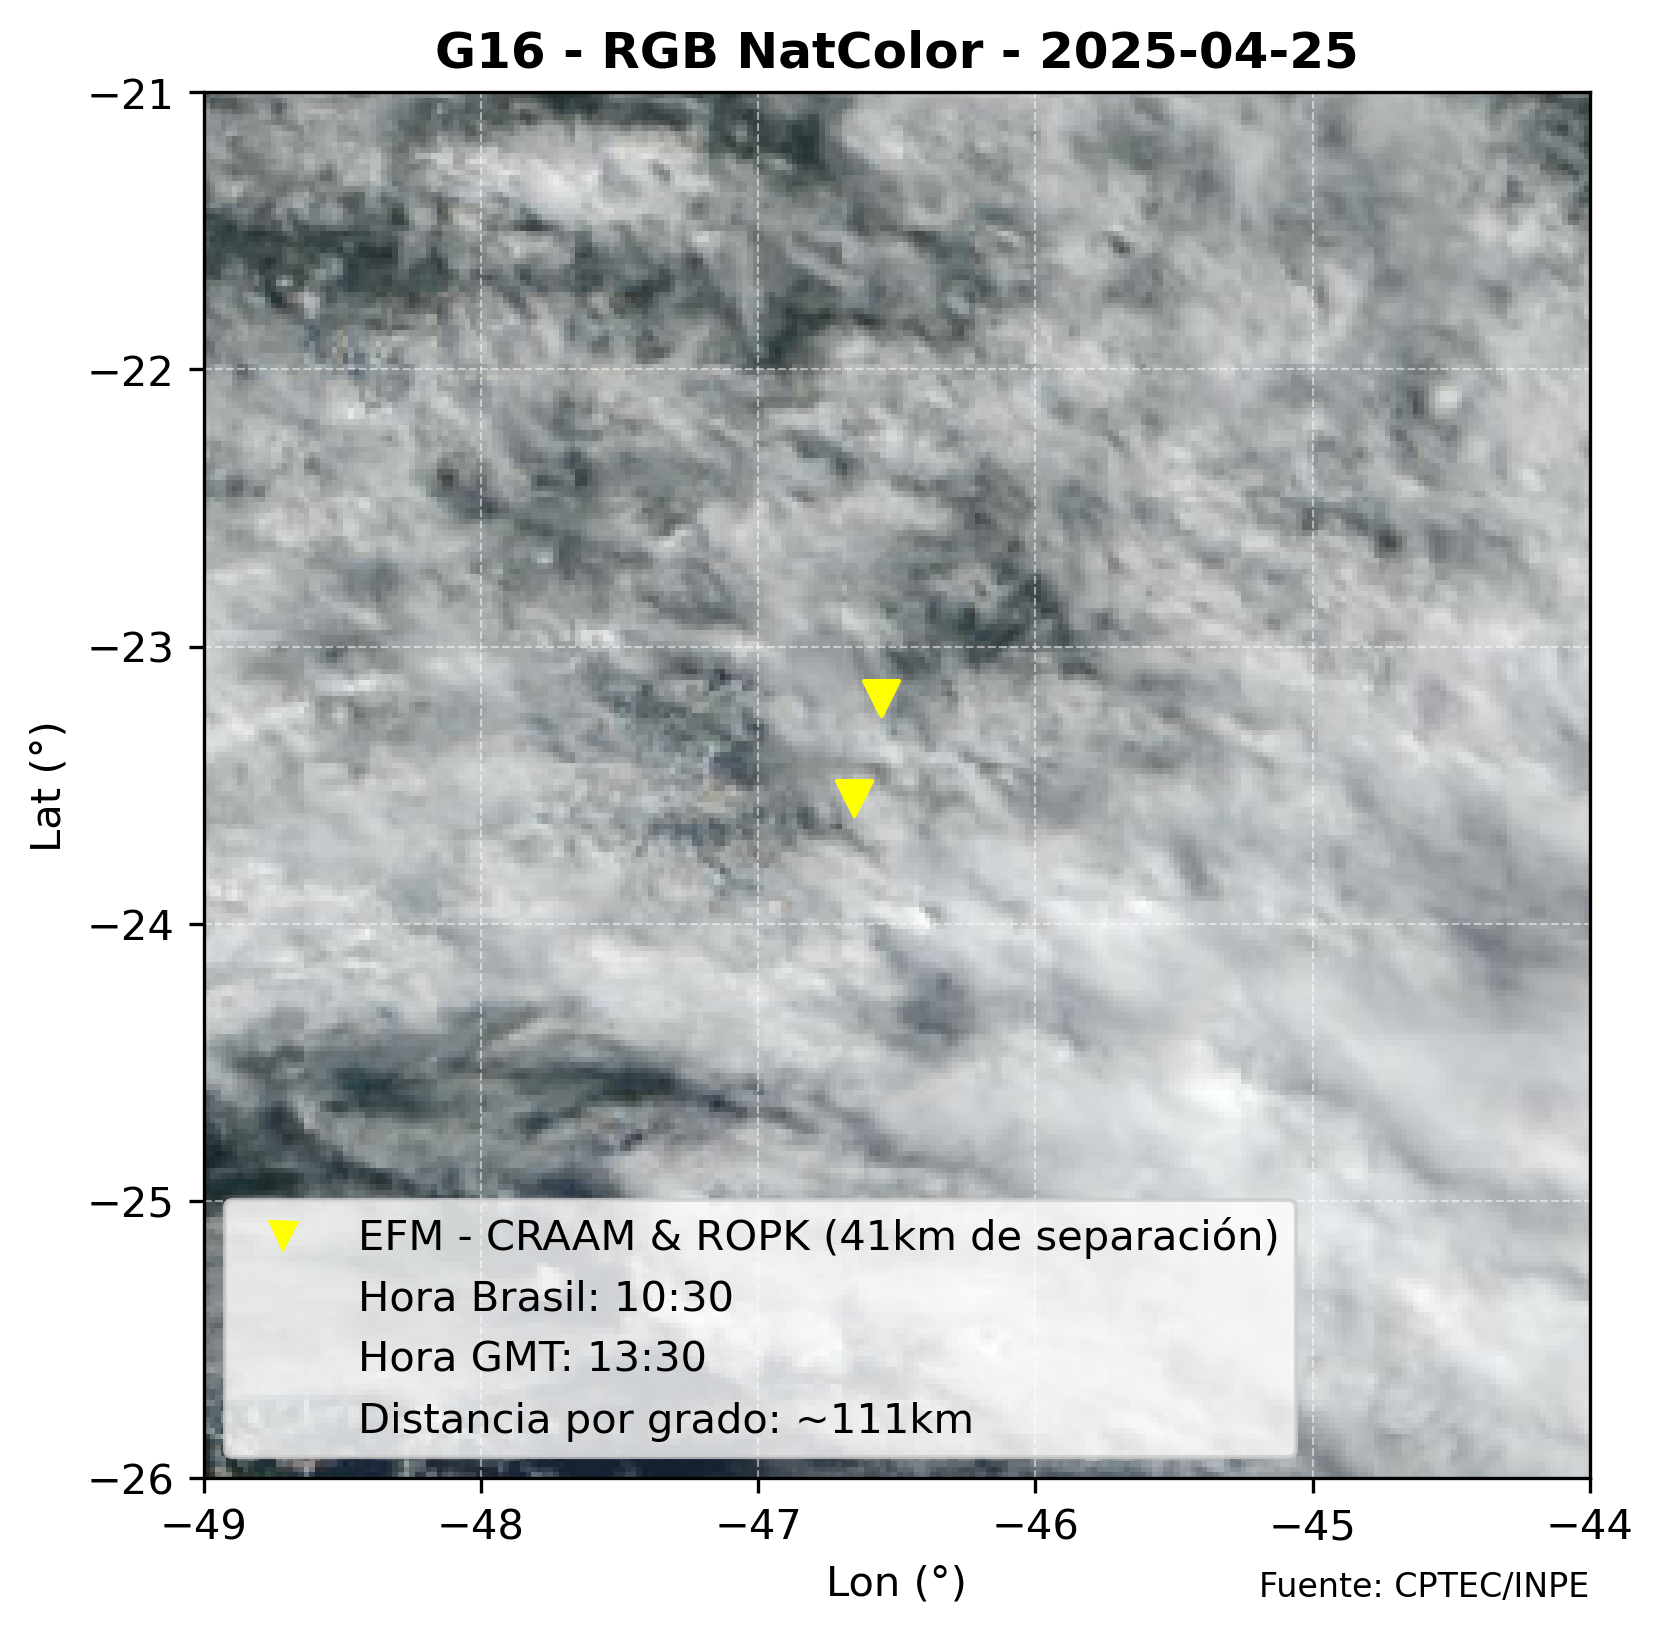 G16 - RGB NatColor - 2025-04-25
−21
−22
−23
−24
−25
−26
Lat (°)
EFM - CRAAM & ROPK (41km de separación)
Hora Brasil: 10:30
Hora GMT: 13:30
Distancia por grado: ~111km
−49 −48 −47 −46 −45 −44
Lon (°)
Fuente: CPTEC/INPE